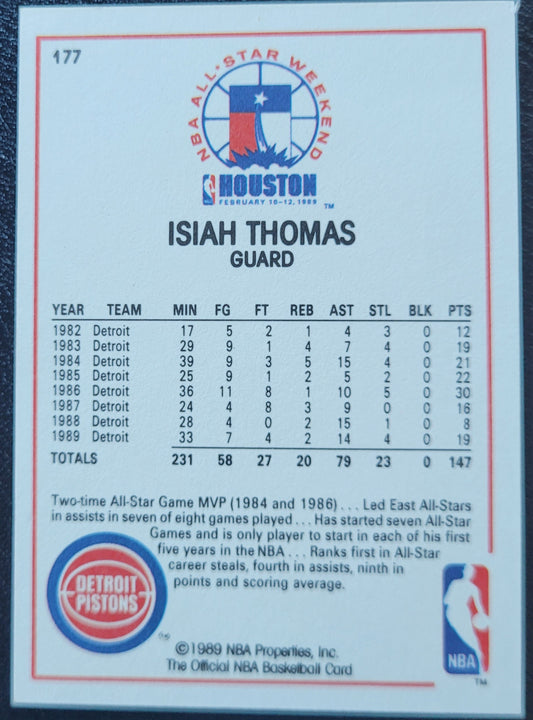 177
NBA ALL-STAR WEEKEND
NBA HOUSTON
FEBRUARY 10-12, 1989 TM
ISIAH THOMAS
GUARD
YEAR TEAM MIN FG FT REB AST STL BLK PTS
1982 Detroit 17 5 2 1 4 3 0 12
1983 Detroit 29 9 1 4 7 4 0 19
1984 Detroit 39 9 3 5 15 4 0 21
1985 Detroit 25 9 1 2 5 2 0 22
1986 Detroit 36 11 8 1 10 5 0 30
1987 Detroit 24 4 8 3 9 0 0 16
1988 Detroit 28 4 0 2 15 1 0 8
1989 Detroit 33 7 4 2 14 4 0 19
TOTALS 231 58 27 20 79 23 0 147
Two-time All-Star Game MVP (1984 and 1986) . . . Led East All-Stars
in assists in seven of eight games played . . . Has started seven All-Star
Games and is only player to start in each of his first
five years in the NBA . . . Ranks first in All-Star
career steals, fourth in assists, ninth in
points and scoring average.
DETROIT
PISTONS
©1989 NBA Properties, Inc.
The Official NBA Basketball Card
NBA
TM